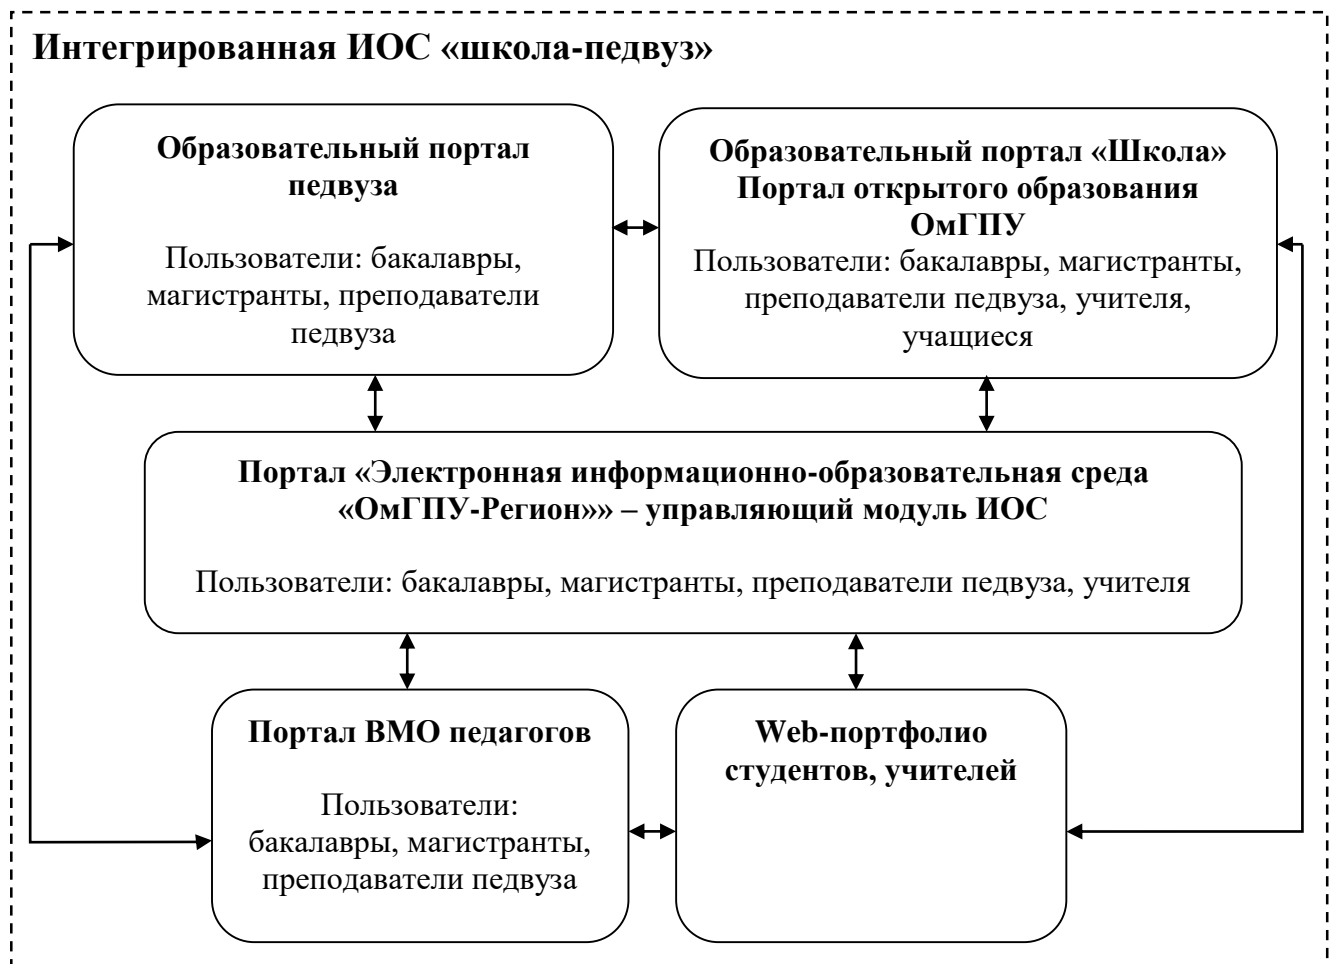 Интегрированная ИОС «школа-педвуз»
Образовательный портал
педвуза
Пользователи: бакалавры,
магистранты, преподаватели
педвуза
Образовательный портал «Школа»
Портал открытого образования
ОмГПУ
Пользователи: бакалавры, магистранты,
преподаватели педвуза, учителя,
учащиеся
Портал «Электронная информационно-образовательная среда
«ОмГПУ-Регион»» – управляющий модуль ИОС
Пользователи: бакалавры, магистранты, преподаватели педвуза, учителя
Портал ВМО педагогов
Пользователи:
бакалавры, магистранты,
преподаватели педвуза
Web-портфолио
студентов, учителей